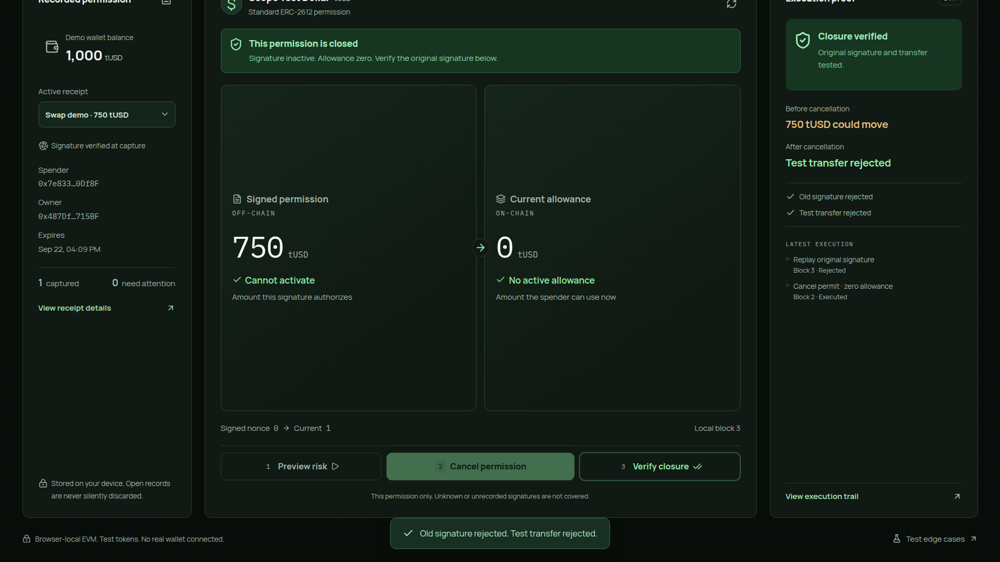 Recorded permission
Demo wallet balance
1,000 tUSD
Active receipt
Swap demo · 750 tUSD
Signature verified at capture
Spender
0x7e833…0Df8F
Owner
0x487Df…715BF
Expires
Sep 22, 04:09 PM
1 captured
0 need attention
View receipt details
Stored on your device. Open records
are never silently discarded.
Scope Test Dollar tUSD
Standard ERC-2612 permission
This permission is closed
Signature inactive. Allowance zero. Verify the original signature below.
Signed permission
OFF-CHAIN
750 tUSD
Cannot activate
Amount this signature authorizes
Current allowance
ON-CHAIN
0 tUSD
No active allowance
Amount the spender can use now
Signed nonce 0 → Current 1
Local block 3
1 Preview risk
2 Cancel permission
3 Verify closure
This permission only. Unknown or unrecorded signatures are not covered.
Execution proof
Closure verified
Original signature and transfer
tested.
Before cancellation
750 tUSD could move
After cancellation
Test transfer rejected
Old signature rejected
Test transfer rejected
LATEST EXECUTION
Replay original signature
Block 3 · Rejected
Cancel permit · zero allowance
Block 2 · Executed
View execution trail
Browser-local EVM. Test tokens. No real wallet connected.
Old signature rejected. Test transfer rejected.
Test edge cases